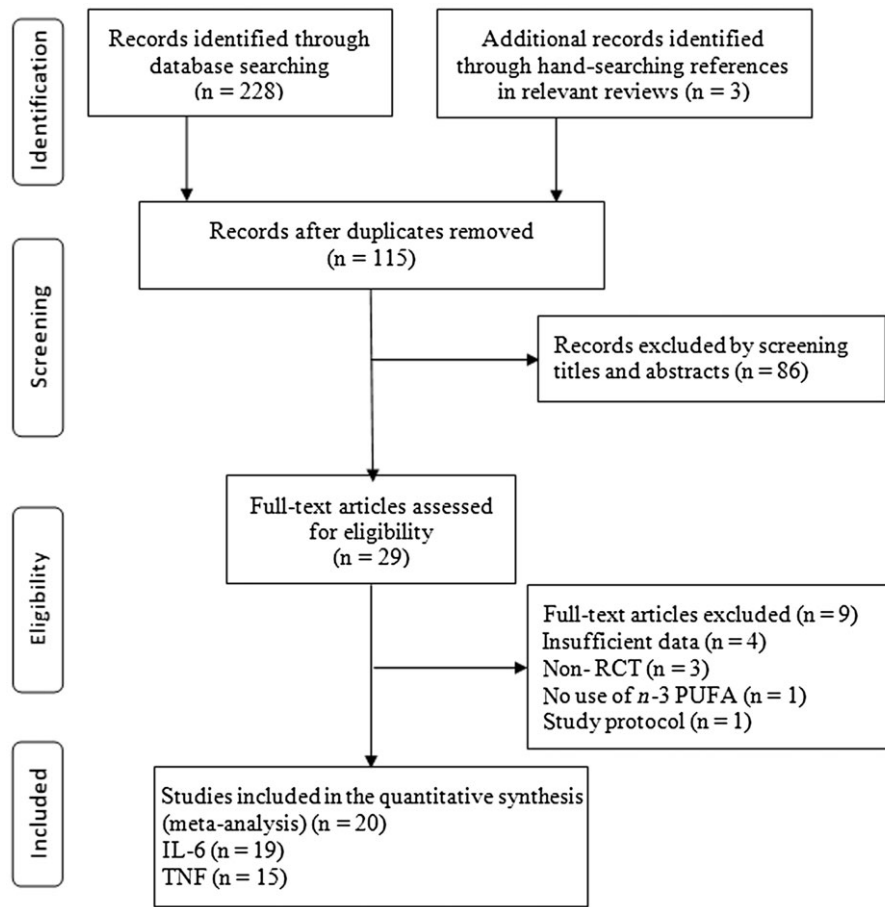 Identification
Records identified through
database searching
(n = 228)
Additional records identified
through hand-searching references
in relevant reviews (n = 3)
Records after duplicates removed
(n = 115)
Screening
Records excluded by screening
titles and abstracts (n = 86)
Full-text articles assessed
for eligibility
(n = 29)
Eligibility
Full-text articles excluded (n = 9)
Insufficient data (n = 4)
Non- RCT (n = 3)
No use of n-3 PUFA (n = 1)
Study protocol (n = 1)
Included
Studies included in the quantitative synthesis
(meta-analysis) (n = 20)
IL-6 (n = 19)
TNF (n = 15)